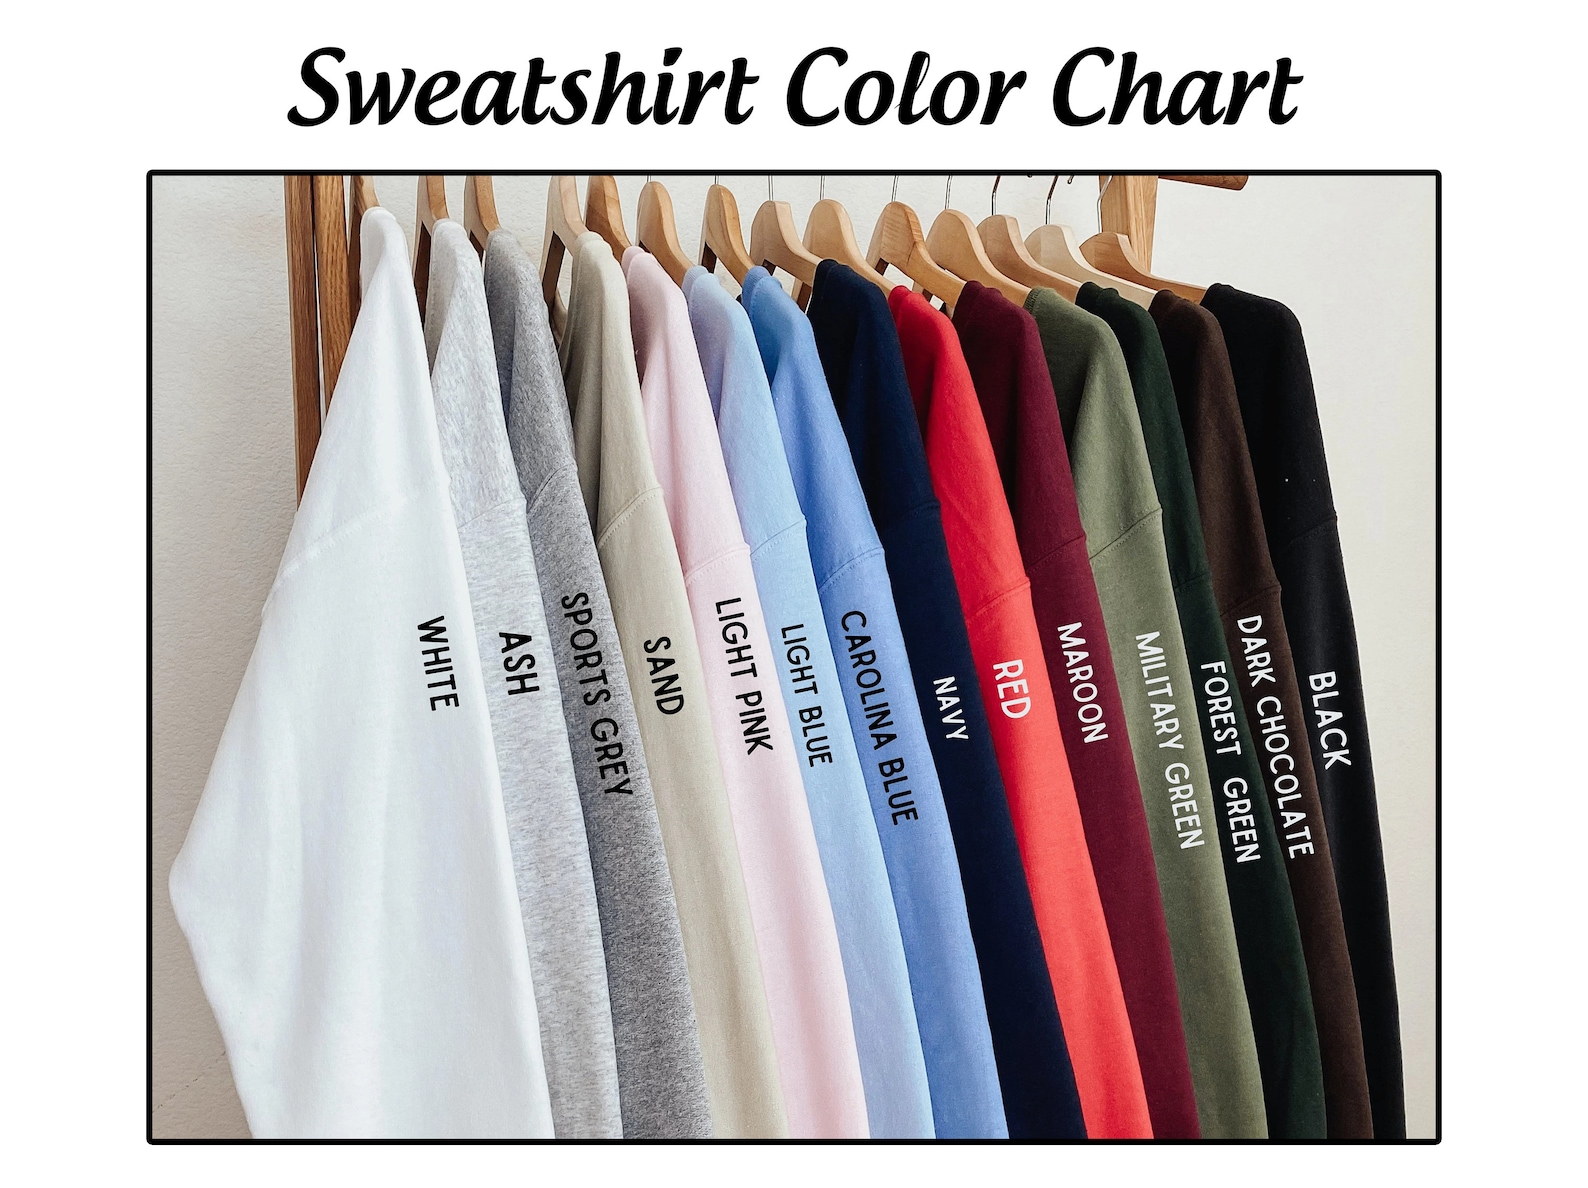 Sweatshirt Color Chart
WHITE
ASH
SPORTS GREY
SAND
LIGHT PINK
LIGHT BLUE
CAROLINA BLUE
NAVY
RED
MAROON
MILITARY GREEN
FOREST GREEN
DARK CHOCOLATE
BLACK